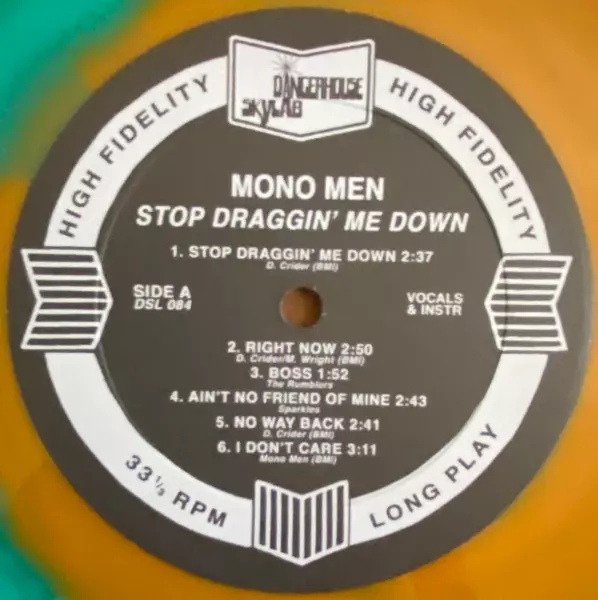 DANGERHOUSE
SKYLAB
HIGH FIDELITY
HIGH FIDELITY
MONO MEN
STOP DRAGGIN' ME DOWN
1. STOP DRAGGIN' ME DOWN 2:37
D. Crider (BMI)
SIDE A
DSL 084
VOCALS
& INSTR
2. RIGHT NOW 2:50
D. Crider/M. Wright (BMI)
3. BOSS 1:52
The Rumblers
4. AIN'T NO FRIEND OF MINE 2:43
Sparkles
5. NO WAY BACK 2:41
D. Crider (BMI)
6. I DON'T CARE 3:11
Mono Men (BMI)
33 1/3 RPM
LONG PLAY